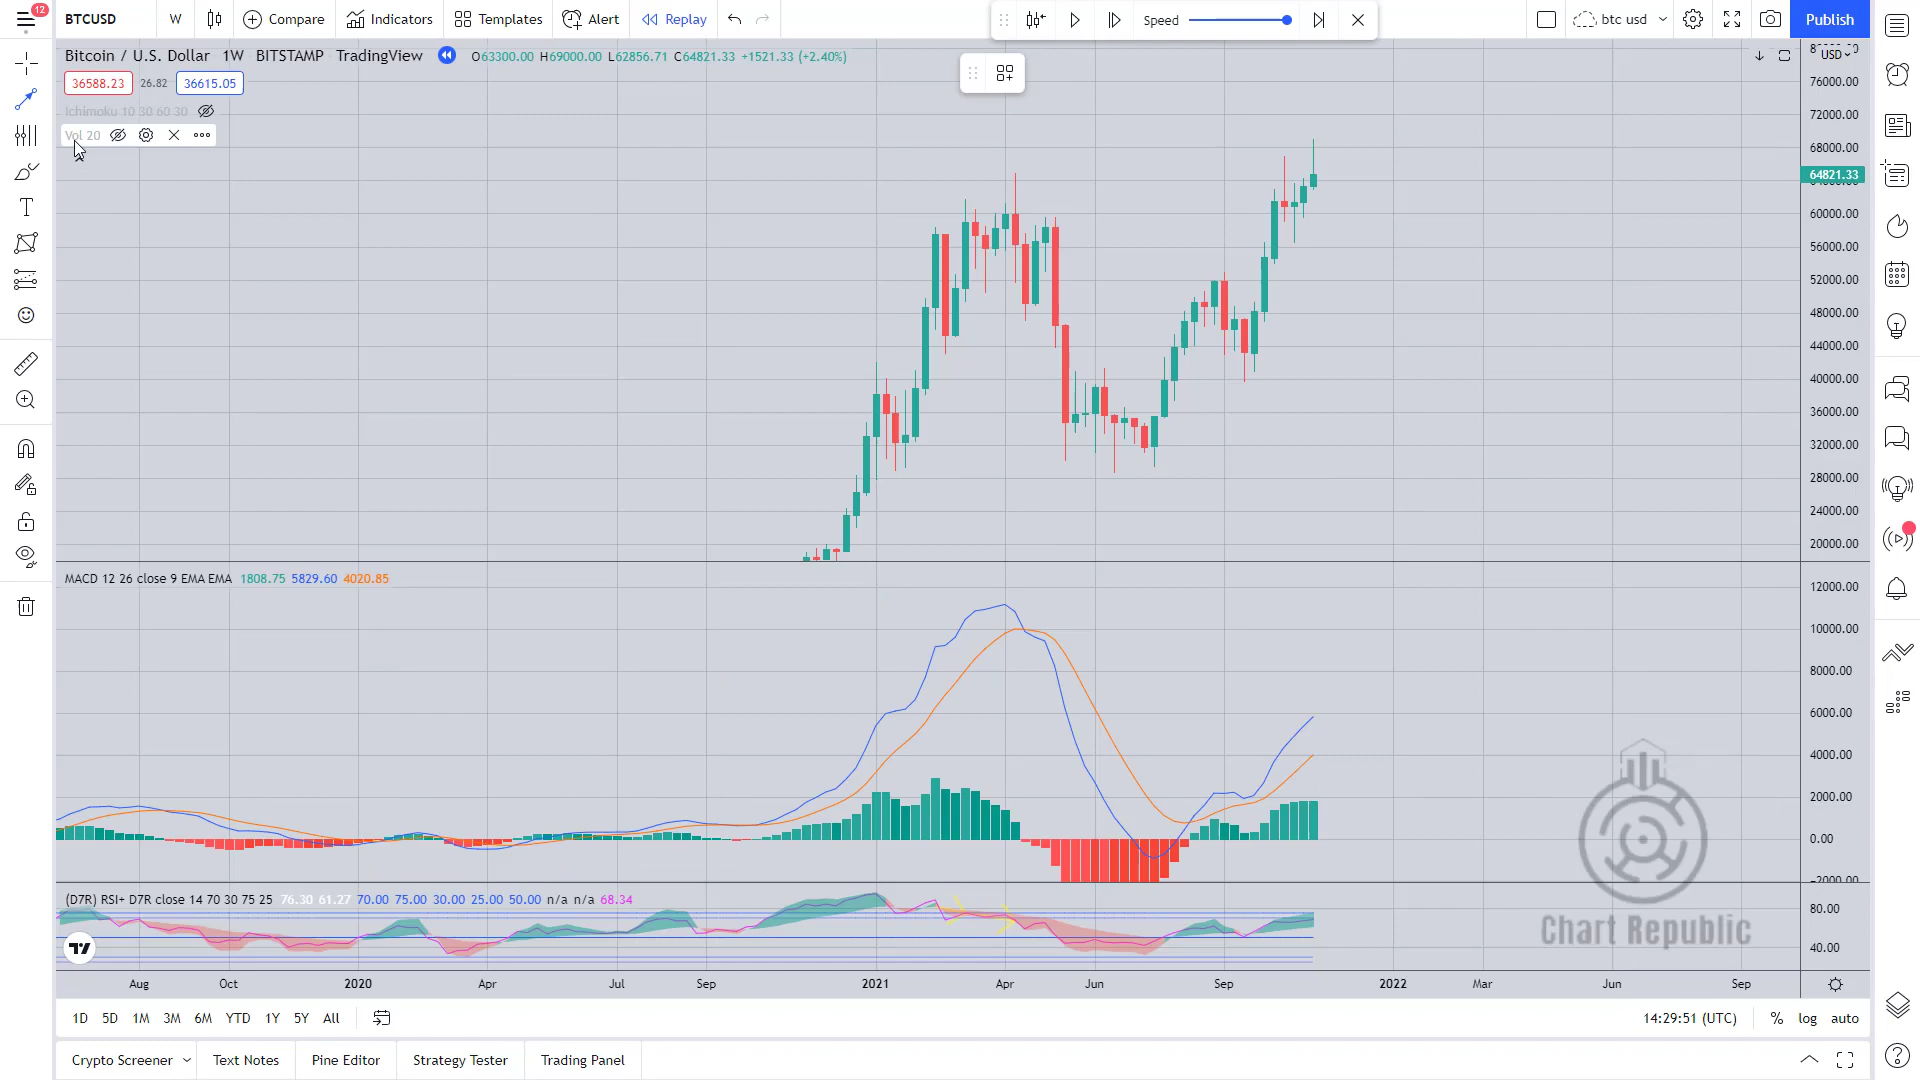 12
BTCUSD
W
Compare
Indicators
Templates
Alert
Replay
Speed
btc usd
Publish
Bitcoin / U.S. Dollar 1W BITSTAMP TradingView O63300.00 H69000.00 L62856.71 C64821.33 +1521.33 (+2.40%)
36588.23 26.82 36615.05
Ichimoku 10 30 60 30
Vol 20
USD
76000.00
72000.00
68000.00
64821.33
60000.00
56000.00
52000.00
48000.00
44000.00
40000.00
36000.00
32000.00
28000.00
24000.00
20000.00
MACD 12 26 close 9 EMA EMA 1808.75 5829.60 4020.85
12000.00
10000.00
8000.00
6000.00
4000.00
2000.00
0.00
-2000.00
Chart Republic
(D7R) RSI+ D7R close 14 70 30 75 25 76.30 61.27 70.00 75.00 30.00 25.00 50.00 n/a n/a 68.34
80.00
40.00
Aug Oct 2020 Apr Jul Sep 2021 Apr Jun Sep 2022 Mar Jun Sep
1D 5D 1M 3M 6M YTD 1Y 5Y All
14:29:51 (UTC) % log auto
Crypto Screener Text Notes Pine Editor Strategy Tester Trading Panel